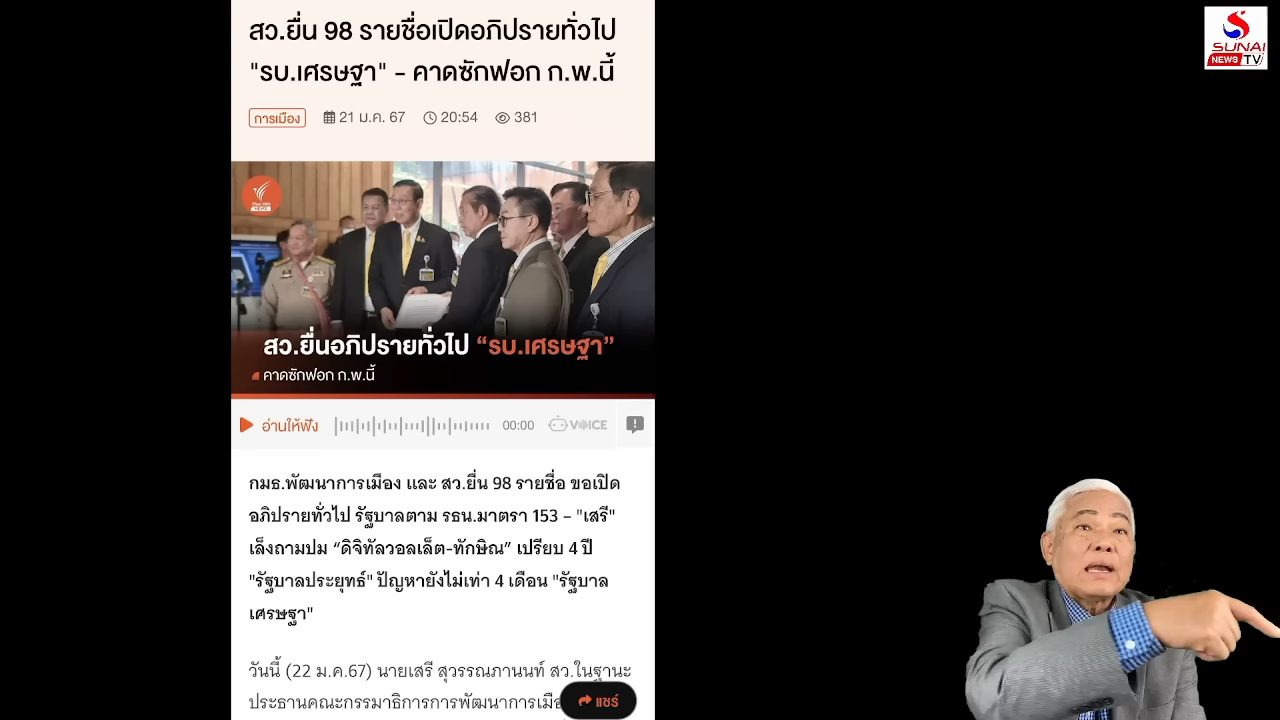 สว.ยื่น 98 รายชื่อเปิดอภิปรายทั่วไป
"รบ.เศรษฐา" - คาดซักฟอก ก.พ.นี้
การเมือง 21 ม.ค. 67 20:54 381
SUNAI
NEWS TV
สว.ยื่นอภิปรายทั่วไป “รบ.เศรษฐา”
คาดซักฟอก ก.พ.นี้
อ่านให้ฟัง 00:00 VOICE
กมธ.พัฒนาการเมือง และ สว.ยื่น 98 รายชื่อ ขอเปิด
อภิปรายทั่วไป รัฐบาลตาม รธน.มาตรา 153 – "เสรี"
เล็งถามปม “ดิจิทัลวอลเล็ต-ทักษิณ” เปรียบ 4 ปี
"รัฐบาลประยุทธ์" ปัญหายังไม่เท่า 4 เดือน "รัฐบาล
เศรษฐา"
วันนี้ (22 ม.ค.67) นายเสรี สุวรรณภานนท์ สว.ในฐานะ
ประธานคณะกรรมาธิการการพัฒนาการเมือ
แชร์